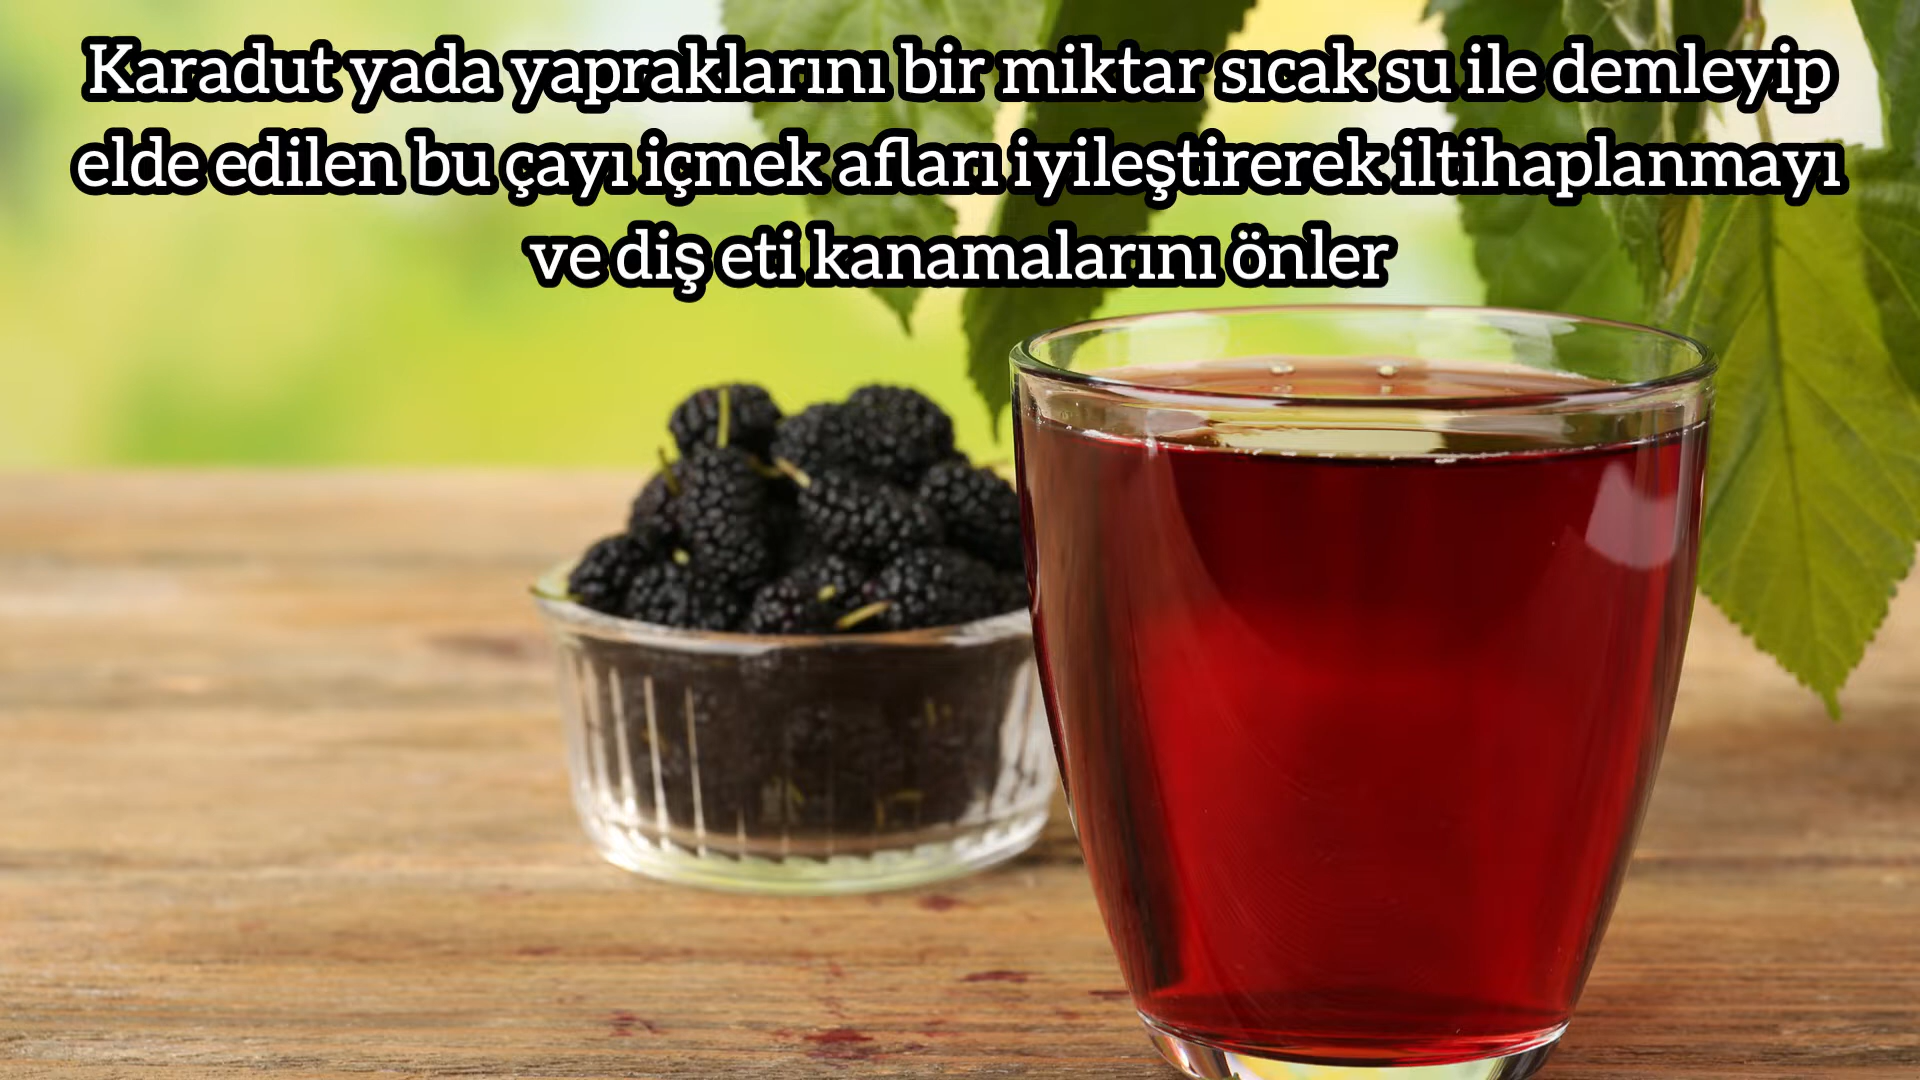 Karadut yada yapraklarını bir miktar sıcak su ile demleyip
elde edilen bu çayı içmek afları iyileştirerek iltihaplanmayı
ve diş eti kanamalarını önler